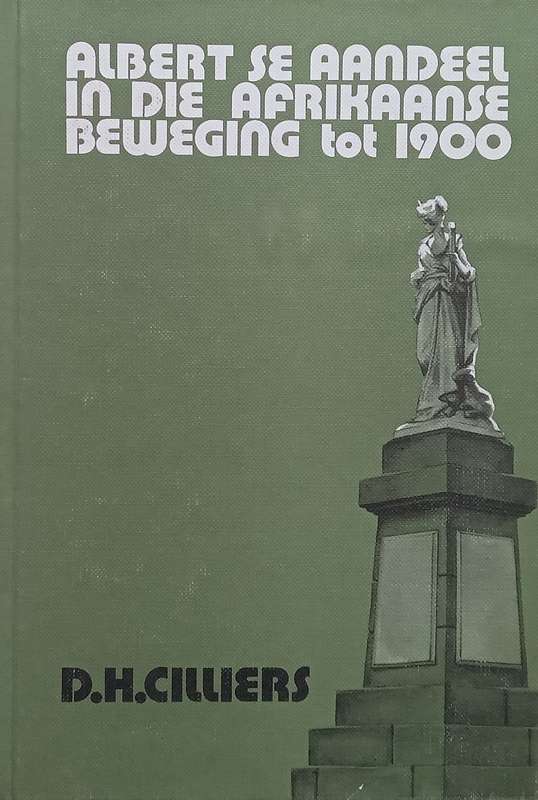 ALBERT SE AANDEEL
IN DIE AFRIKAANSE
BEWEGING tot 1900
D.H.CILLIERS